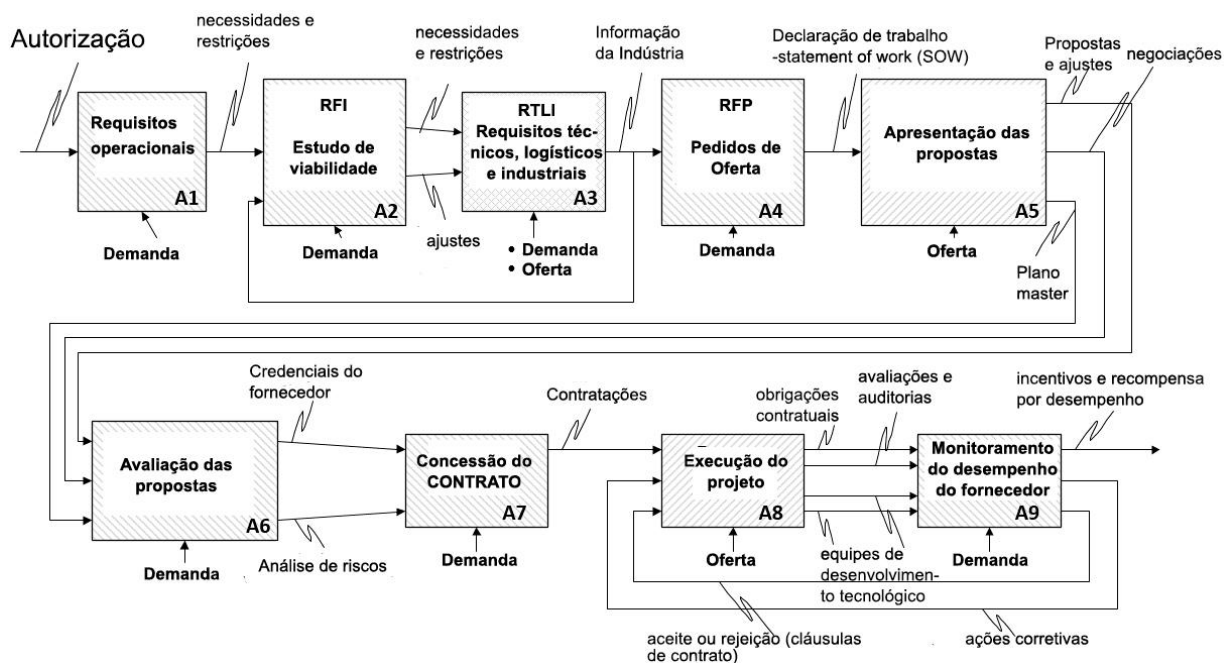 Autorização
necessidades e
restrições
necessidades
e restrições
Informação
da Indústria
Declaração de trabalho
-statement of work (SOW)
Propostas
e ajustes
negociações
Requisitos
operacionais
A1
Demanda
RFI
Estudo de
viabilidade
A2
Demanda
ajustes
RTLI
Requisitos téc-
nicos, logísticos
e industriais
A3
• Demanda
• Oferta
RFP
Pedidos de
Oferta
A4
Demanda
Apresentação das
propostas
A5
Oferta
Plano
master
Credenciais do
fornecedor
Contratações
obrigações
contratuais
avaliações e
auditorias
incentivos e recompensa
por desempenho
Avaliação das
propostas
A6
Demanda
Análise de riscos
Concessão do
CONTRATO
A7
Demanda
Execução do
projeto
A8
Oferta
equipes de
desenvolvimen-
to tecnológico
Monitoramento
do desempenho
do fornecedor
A9
Demanda
aceite ou rejeição (cláusulas
de contrato)
ações corretivas